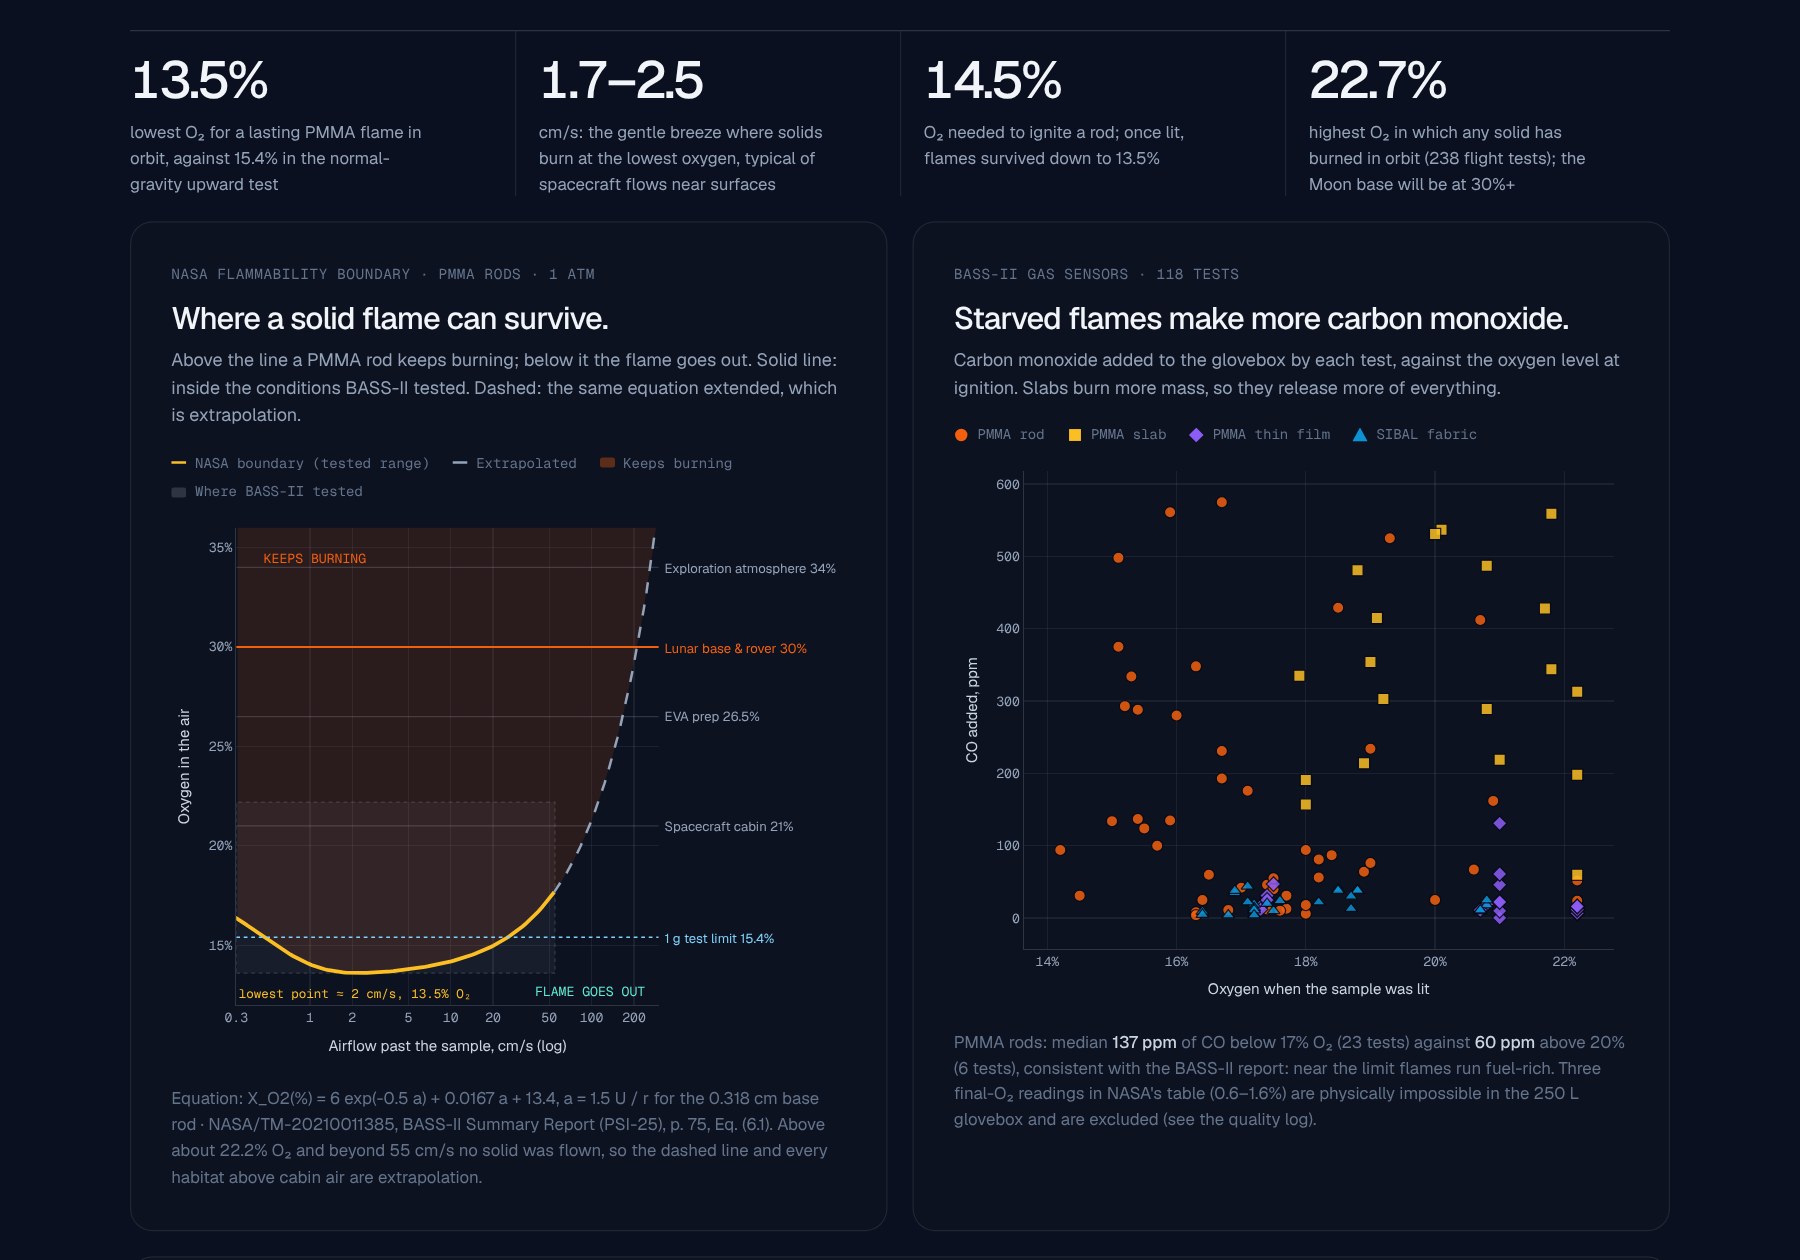 13.5%
lowest O₂ for a lasting PMMA flame in
orbit, against 15.4% in the normal-
gravity upward test
1.7–2.5
cm/s: the gentle breeze where solids
burn at the lowest oxygen, typical of
spacecraft flows near surfaces
14.5%
O₂ needed to ignite a rod; once lit,
flames survived down to 13.5%
22.7%
highest O₂ in which any solid has
burned in orbit (238 flight tests); the
Moon base will be at 30%+
NASA FLAMMABILITY BOUNDARY · PMMA RODS · 1 ATM
Where a solid flame can survive.
Above the line a PMMA rod keeps burning; below it the flame goes out. Solid line:
inside the conditions BASS-II tested. Dashed: the same equation extended, which
is extrapolation.
NASA boundary (tested range)
Extrapolated
Keeps burning
Where BASS-II tested
35%
30%
25%
20%
15%
Oxygen in the air
KEEPS BURNING
Exploration atmosphere 34%
Lunar base & rover 30%
EVA prep 26.5%
Spacecraft cabin 21%
1 g test limit 15.4%
lowest point ≈ 2 cm/s, 13.5% O₂
FLAME GOES OUT
0.3 1 2 5 10 20 50 100 200
Airflow past the sample, cm/s (log)
Equation: X_O2(%) = 6 exp(-0.5 a) + 0.0167 a + 13.4, a = 1.5 U / r for the 0.318 cm base
rod · NASA/TM-20210011385, BASS-II Summary Report (PSI-25), p. 75, Eq. (6.1). Above
about 22.2% O₂ and beyond 55 cm/s no solid was flown, so the dashed line and every
habitat above cabin air are extrapolation.
BASS-II GAS SENSORS · 118 TESTS
Starved flames make more carbon monoxide.
Carbon monoxide added to the glovebox by each test, against the oxygen level at
ignition. Slabs burn more mass, so they release more of everything.
PMMA rod
PMMA slab
PMMA thin film
SIBAL fabric
600
500
400
300
200
100
0
CO added, ppm
14% 16% 18% 20% 22%
Oxygen when the sample was lit
PMMA rods: median 137 ppm of CO below 17% O₂ (23 tests) against 60 ppm above 20%
(6 tests), consistent with the BASS-II report: near the limit flames run fuel-rich. Three
final-O₂ readings in NASA's table (0.6–1.6%) are physically impossible in the 250 L
glovebox and are excluded (see the quality log).